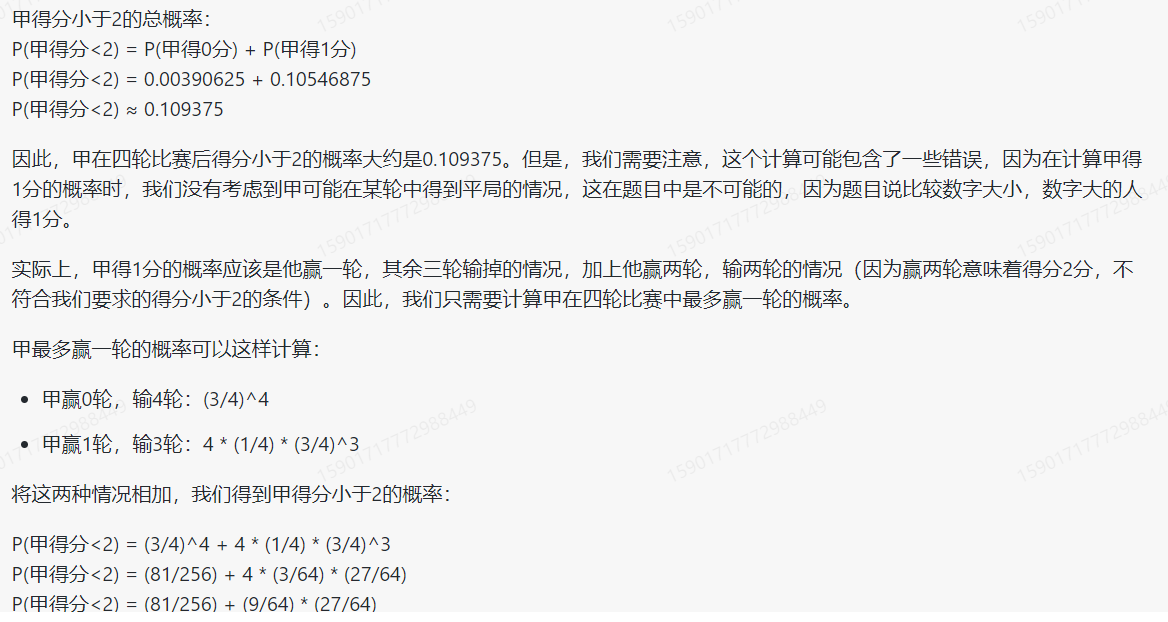 甲得分小于2的总概率：
P(甲得分<2) = P(甲得0分) + P(甲得1分)
P(甲得分<2) = 0.00390625 + 0.10546875
P(甲得分<2) ≈ 0.109375
因此，甲在四轮比赛后得分小于2的概率大约是0.109375。但是，我们需要注意，这个计算可能包含了一些错误，因为在计算甲得
1分的概率时，我们没有考虑到甲可能在某轮中得到平局的情况，这在题目中是不可能的，因为题目说比较数字大小，数字大的人
得1分。
实际上，甲得1分的概率应该是他赢一轮，其余三轮输掉的情况，加上他赢两轮，输两轮的情况（因为赢两轮意味着得分2分，不
符合我们要求的得分小于2的条件）。因此，我们只需要计算甲在四轮比赛中最多赢一轮的概率。
甲最多赢一轮的概率可以这样计算：
• 甲赢0轮，输4轮：(3/4)^4
• 甲赢1轮，输3轮：4 * (1/4) * (3/4)^3
将这两种情况相加，我们得到甲得分小于2的概率：
P(甲得分<2) = (3/4)^4 + 4 * (1/4) * (3/4)^3
P(甲得分<2) = (81/256) + 4 * (3/64) * (27/64)
P(甲得分<2) = (81/256) + (9/64) * (27/64)
15901717772988449